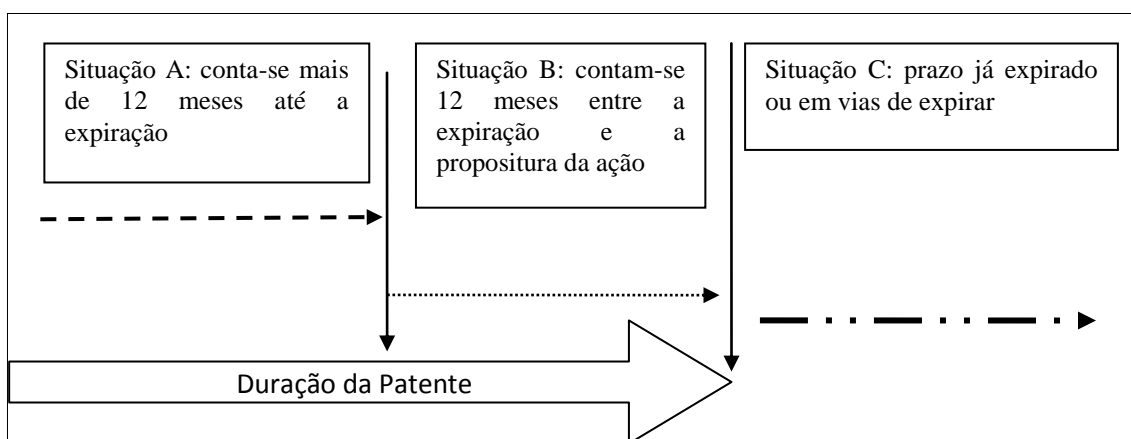 Situação A: conta-se mais
de 12 meses até a
expiração
Situação B: contam-se
12 meses entre a
expiração e a
propositura da ação
Situação C: prazo já expirado
ou em vias de expirar
Duração da Patente